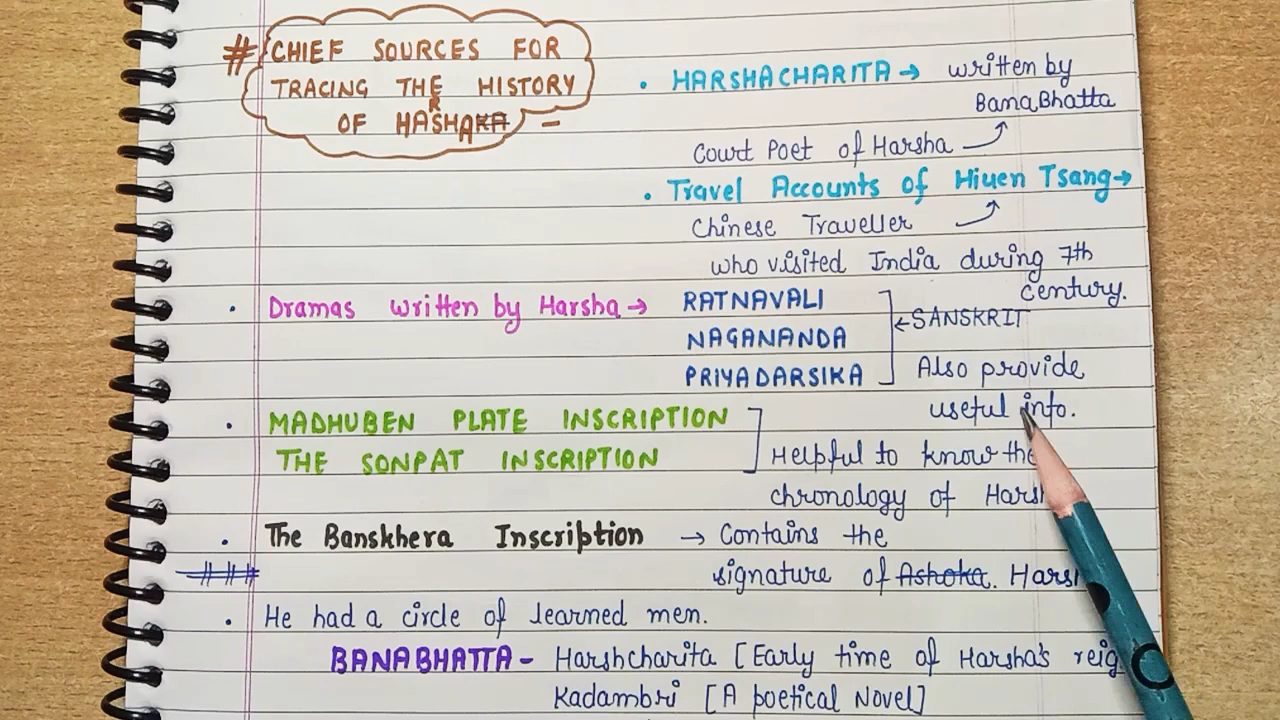 # CHIEF SOURCES FOR
TRACING THE HISTORY
OF HARSHA -
• HARSHACHARITA → written by
BanaBhatta
Court Poet of Harsha
• Travel Accounts of Hiuen Tsang →
Chinese Traveller
who visited India during 7th
century.
• Dramas written by Harsha → RATNAVALI
NAGANANDA
PRIYADARSIKA
← SANSKRIT
Also provide
useful info.
• MADHUBEN PLATE INSCRIPTION
THE SONPAT INSCRIPTION
Helpful to know the
chronology of Harsh
• The Banskhera Inscription → Contains the
signature of Ashoka. Harsh
• He had a circle of learned men.
BANABHATTA - Harshcharita [Early time of Harsha's reig
Kadambri [A poetical Novel]